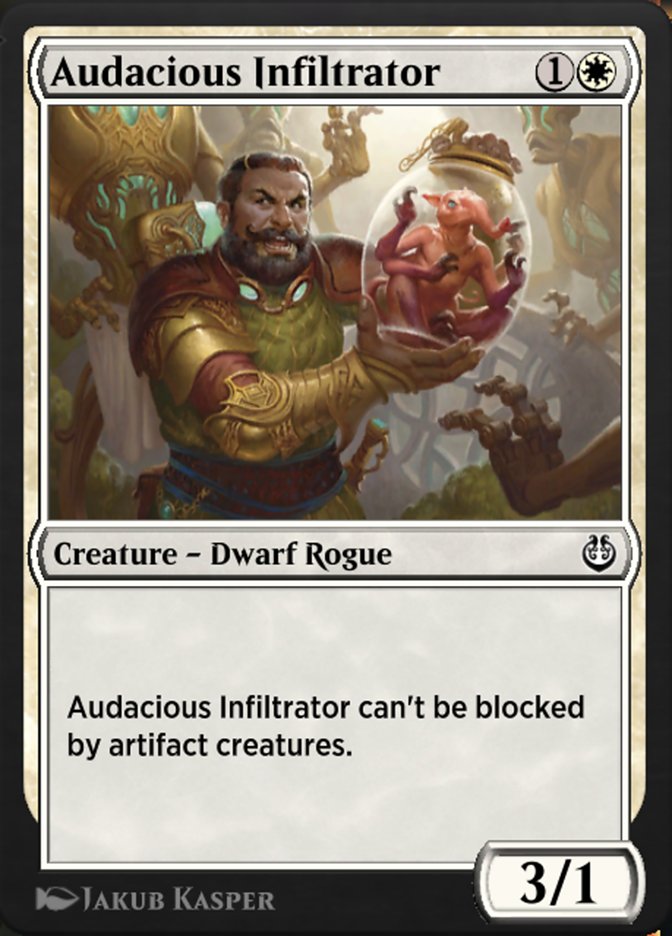 Audacious Infiltrator 1
Creature – Dwarf Rogue
Audacious Infiltrator can't be blocked
by artifact creatures.
3/1
Jakub Kasper